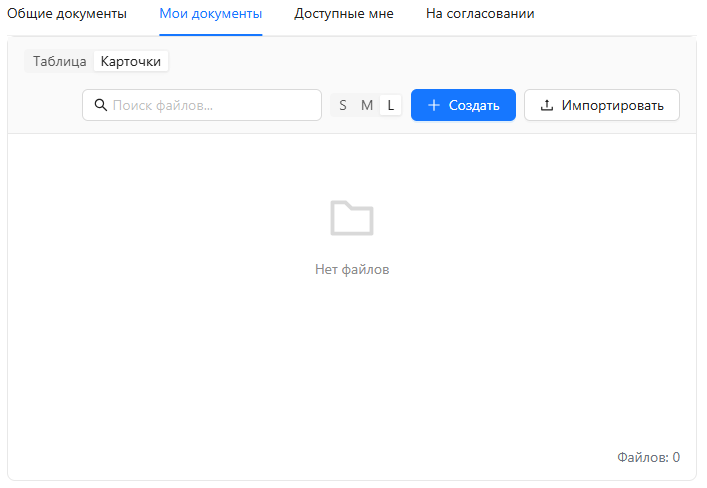 Общие документы Мои документы Доступные мне На согласовании
Таблица Карточки
Поиск файлов... S M L Создать Импортировать
Нет файлов
Файлов: 0